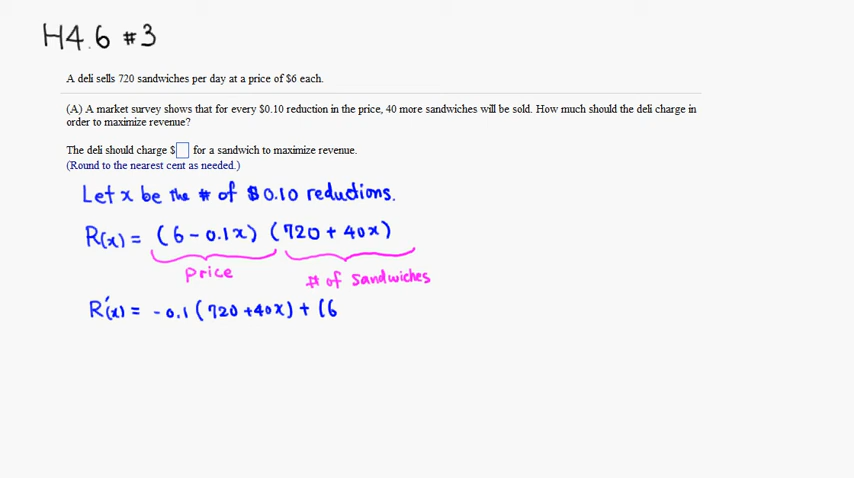 H4.6 #3
A deli sells 720 sandwiches per day at a price of $6 each.
(A) A market survey shows that for every $0.10 reduction in the price, 40 more sandwiches will be sold. How much should the deli charge in
order to maximize revenue?
The deli should charge $ for a sandwich to maximize revenue.
(Round to the nearest cent as needed.)
Let x be the # of $0.10 reductions.
R(x) = (6 - 0.1x) (720 + 40x)
Price # of sandwiches
R'(x) = -0.1 (720 + 40x) + (6